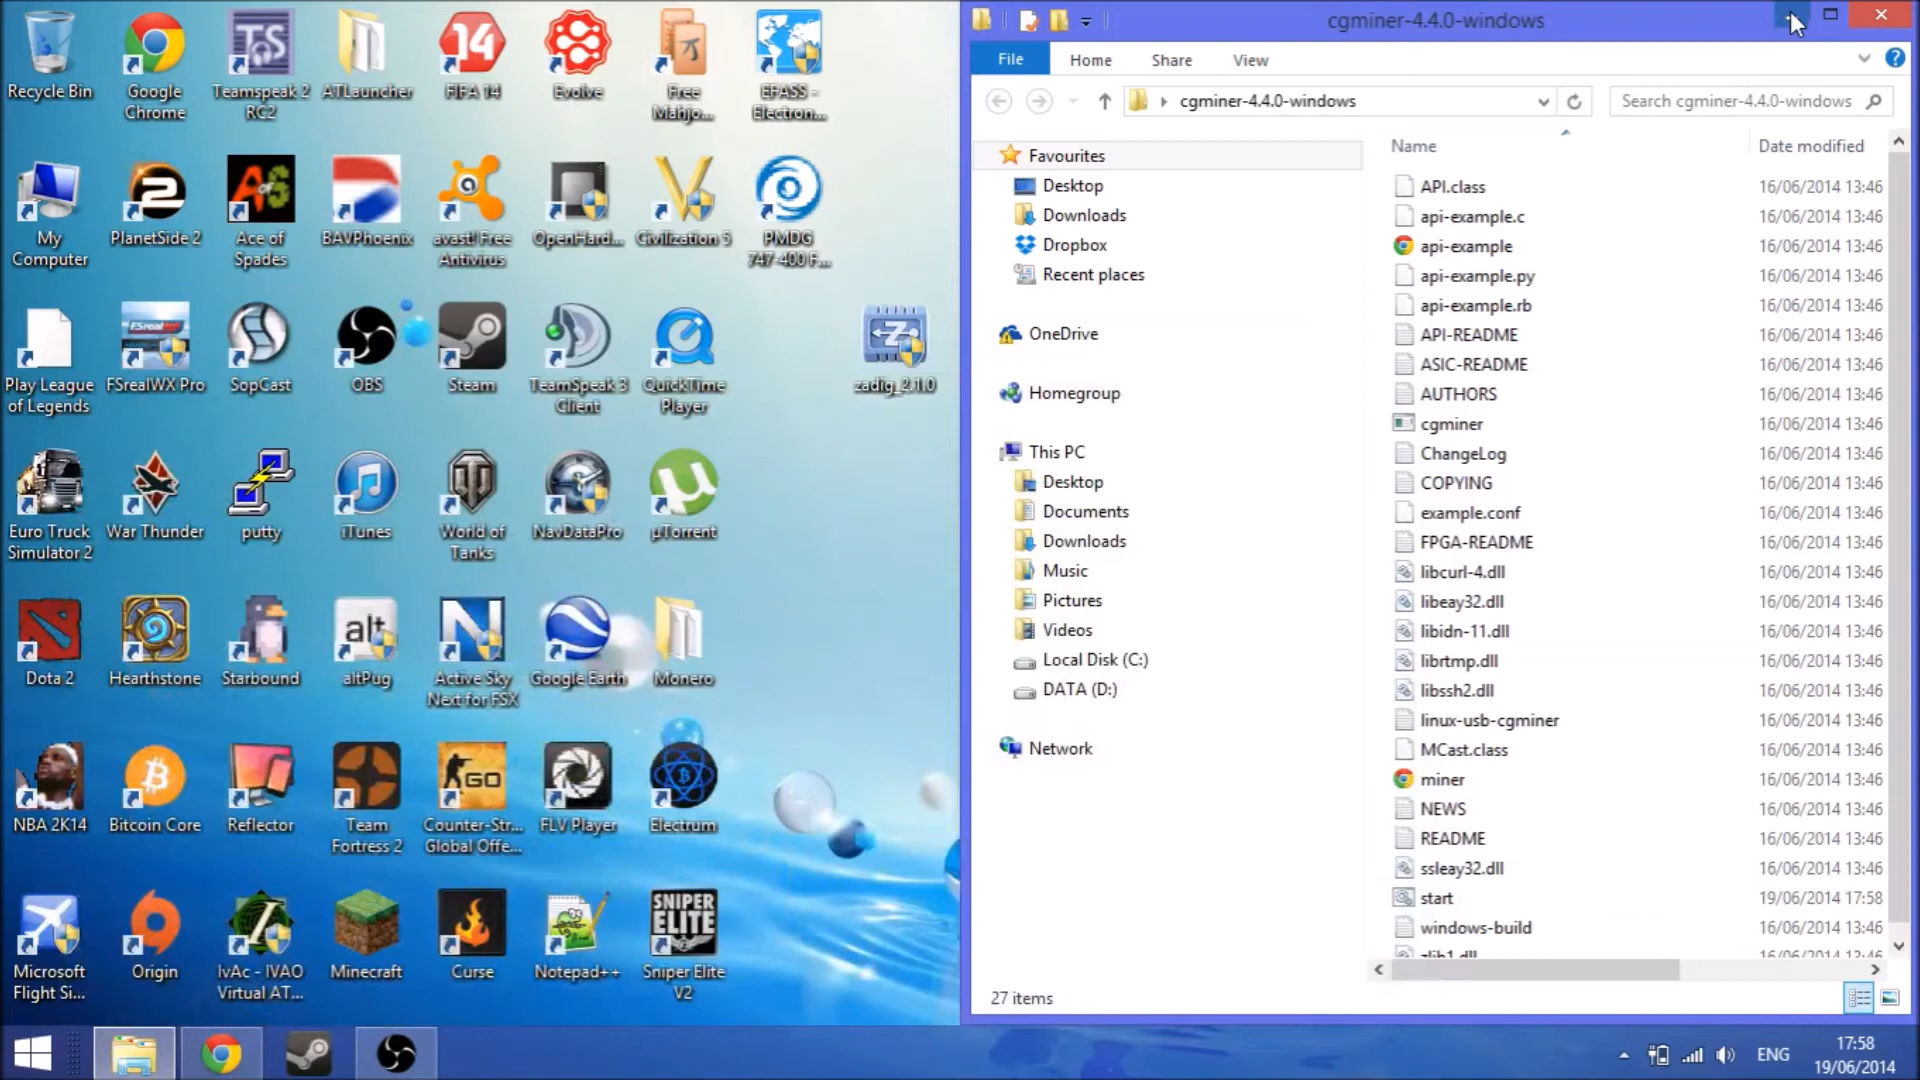 Recycle Bin
Google Chrome
Teamspeak 2 RC2
ATLauncher
FIFA 14
Evolve
Free Mahjo...
EFASS - Electron...
My Computer
PlanetSide 2
Ace of Spades
BAVPhoenix
avast! Free Antivirus
OpenHard...
Civilization 5
PMDG 747-400 F...
Play League of Legends
FSrealWX Pro
SopCast
OBS
Steam
TeamSpeak 3 Client
QuickTime Player
zadig_2.1.0
Euro Truck Simulator 2
War Thunder
putty
iTunes
World of Tanks
NavDataPro
µTorrent
Dota 2
Hearthstone
Starbound
alt
altPug
Active Sky Next for FSX
Google Earth
Monero
NBA 2K14
Bitcoin Core
Reflector
Team Fortress 2
GO
Counter-Str... Global Offe...
FLV Player
Electrum
Microsoft Flight Si...
Origin
IvAc - IVAO Virtual AT...
Minecraft
Curse
Notepad++
SNIPER ELITE
Sniper Elite V2
cgminer-4.4.0-windows
File Home Share View
cgminer-4.4.0-windows
Search cgminer-4.4.0-windows
Favourites
Desktop
Downloads
Dropbox
Recent places
OneDrive
Homegroup
This PC
Desktop
Documents
Downloads
Music
Pictures
Videos
Local Disk (C:)
DATA (D:)
Network
Name Date modified
API.class 16/06/2014 13:46
api-example.c 16/06/2014 13:46
api-example 16/06/2014 13:46
api-example.py 16/06/2014 13:46
api-example.rb 16/06/2014 13:46
API-README 16/06/2014 13:46
ASIC-README 16/06/2014 13:46
AUTHORS 16/06/2014 13:46
cgminer 16/06/2014 13:46
ChangeLog 16/06/2014 13:46
COPYING 16/06/2014 13:46
example.conf 16/06/2014 13:46
FPGA-README 16/06/2014 13:46
libcurl-4.dll 16/06/2014 13:46
libeay32.dll 16/06/2014 13:46
libidn-11.dll 16/06/2014 13:46
librtmp.dll 16/06/2014 13:46
libssh2.dll 16/06/2014 13:46
linux-usb-cgminer 16/06/2014 13:46
MCast.class 16/06/2014 13:46
miner 16/06/2014 13:46
NEWS 16/06/2014 13:46
README 16/06/2014 13:46
ssleay32.dll 16/06/2014 13:46
start 19/06/2014 17:58
windows-build 16/06/2014 13:46
zlib1.dll 16/06/2014 13:46
27 items
ENG
17:58
19/06/2014